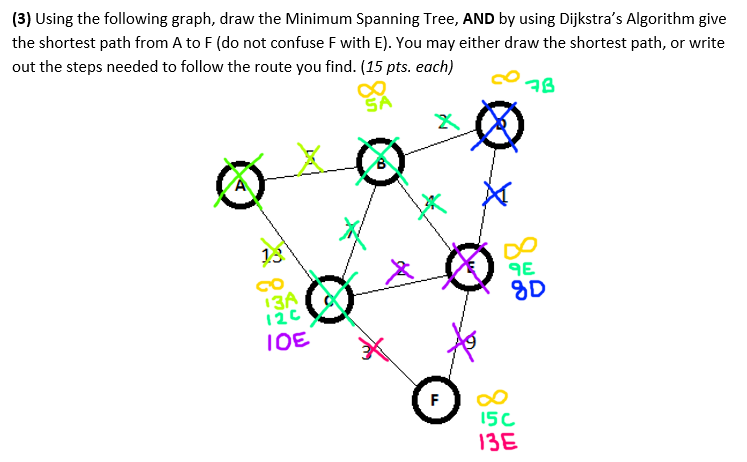 (3) Using the following graph, draw the Minimum Spanning Tree, AND by using Dijkstra's Algorithm give
the shortest path from A to F (do not confuse F with E). You may either draw the shortest path, or write
out the steps needed to follow the route you find. (15 pts. each)
∞
7B
∞
5A
2
D
5
B
A
4
1
7
13
2
E
∞
9E
8D
∞
13A
12C
10E
C
3
9
F
∞
15C
13E